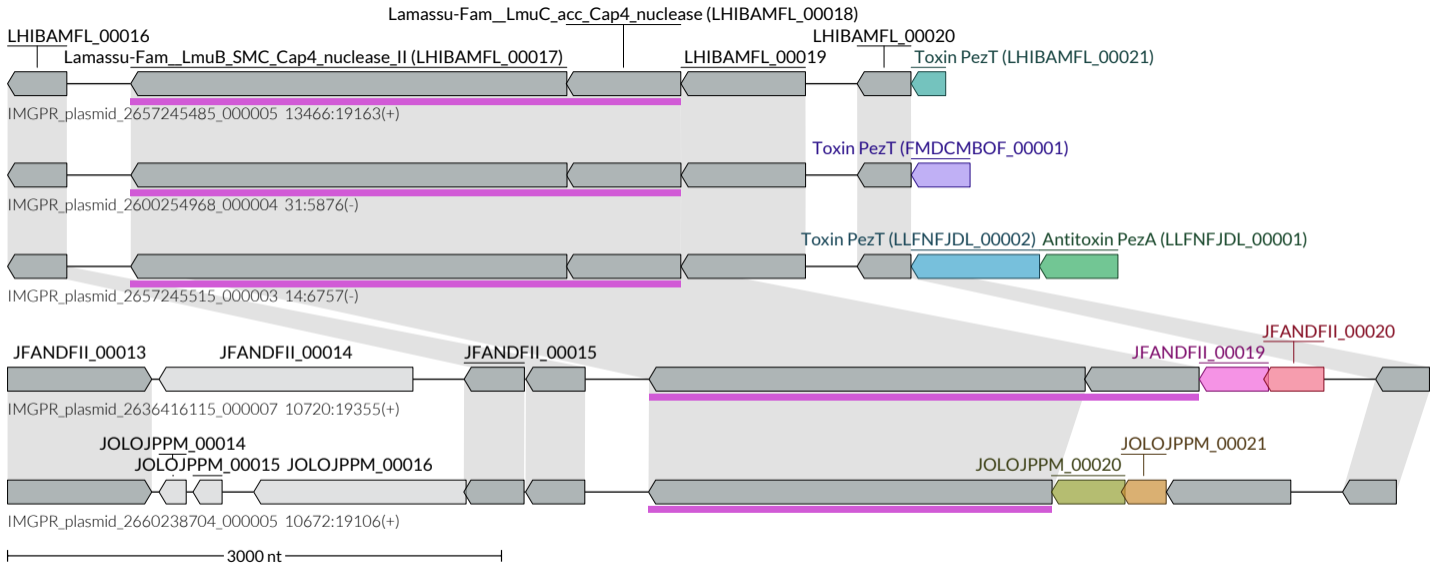 Lamassu-Fam__LmuC_acc_Cap4_nuclease (LHIBAMFL_00018)
LHIBAMFL_00016 LHIBAMFL_00020
Lamassu-Fam__LmuB_SMC_Cap4_nuclease_II (LHIBAMFL_00017) LHIBAMFL_00019 Toxin PezT (LHIBAMFL_00021)
IMGPR_plasmid_2657245485_000005 13466:19163(+)
Toxin PezT (FMDCMBOF_00001)
IMGPR_plasmid_2600254968_000004 31:5876(-)
Toxin PezT (LLFNFJDL_00002) Antitoxin PezA (LLFNFJDL_00001)
IMGPR_plasmid_2657245515_000003 14:6757(-)
JFANDFII_00020
JFANDFII_00013 JFANDFII_00014 JFANDFII_00015 JFANDFII_00019
IMGPR_plasmid_2636416115_000007 10720:19355(+)
JOLOJPPM_00014 JOLOJPPM_00021
JOLOJPPM_00015 JOLOJPPM_00016 JOLOJPPM_00020
IMGPR_plasmid_2660238704_000005 10672:19106(+)
3000 nt